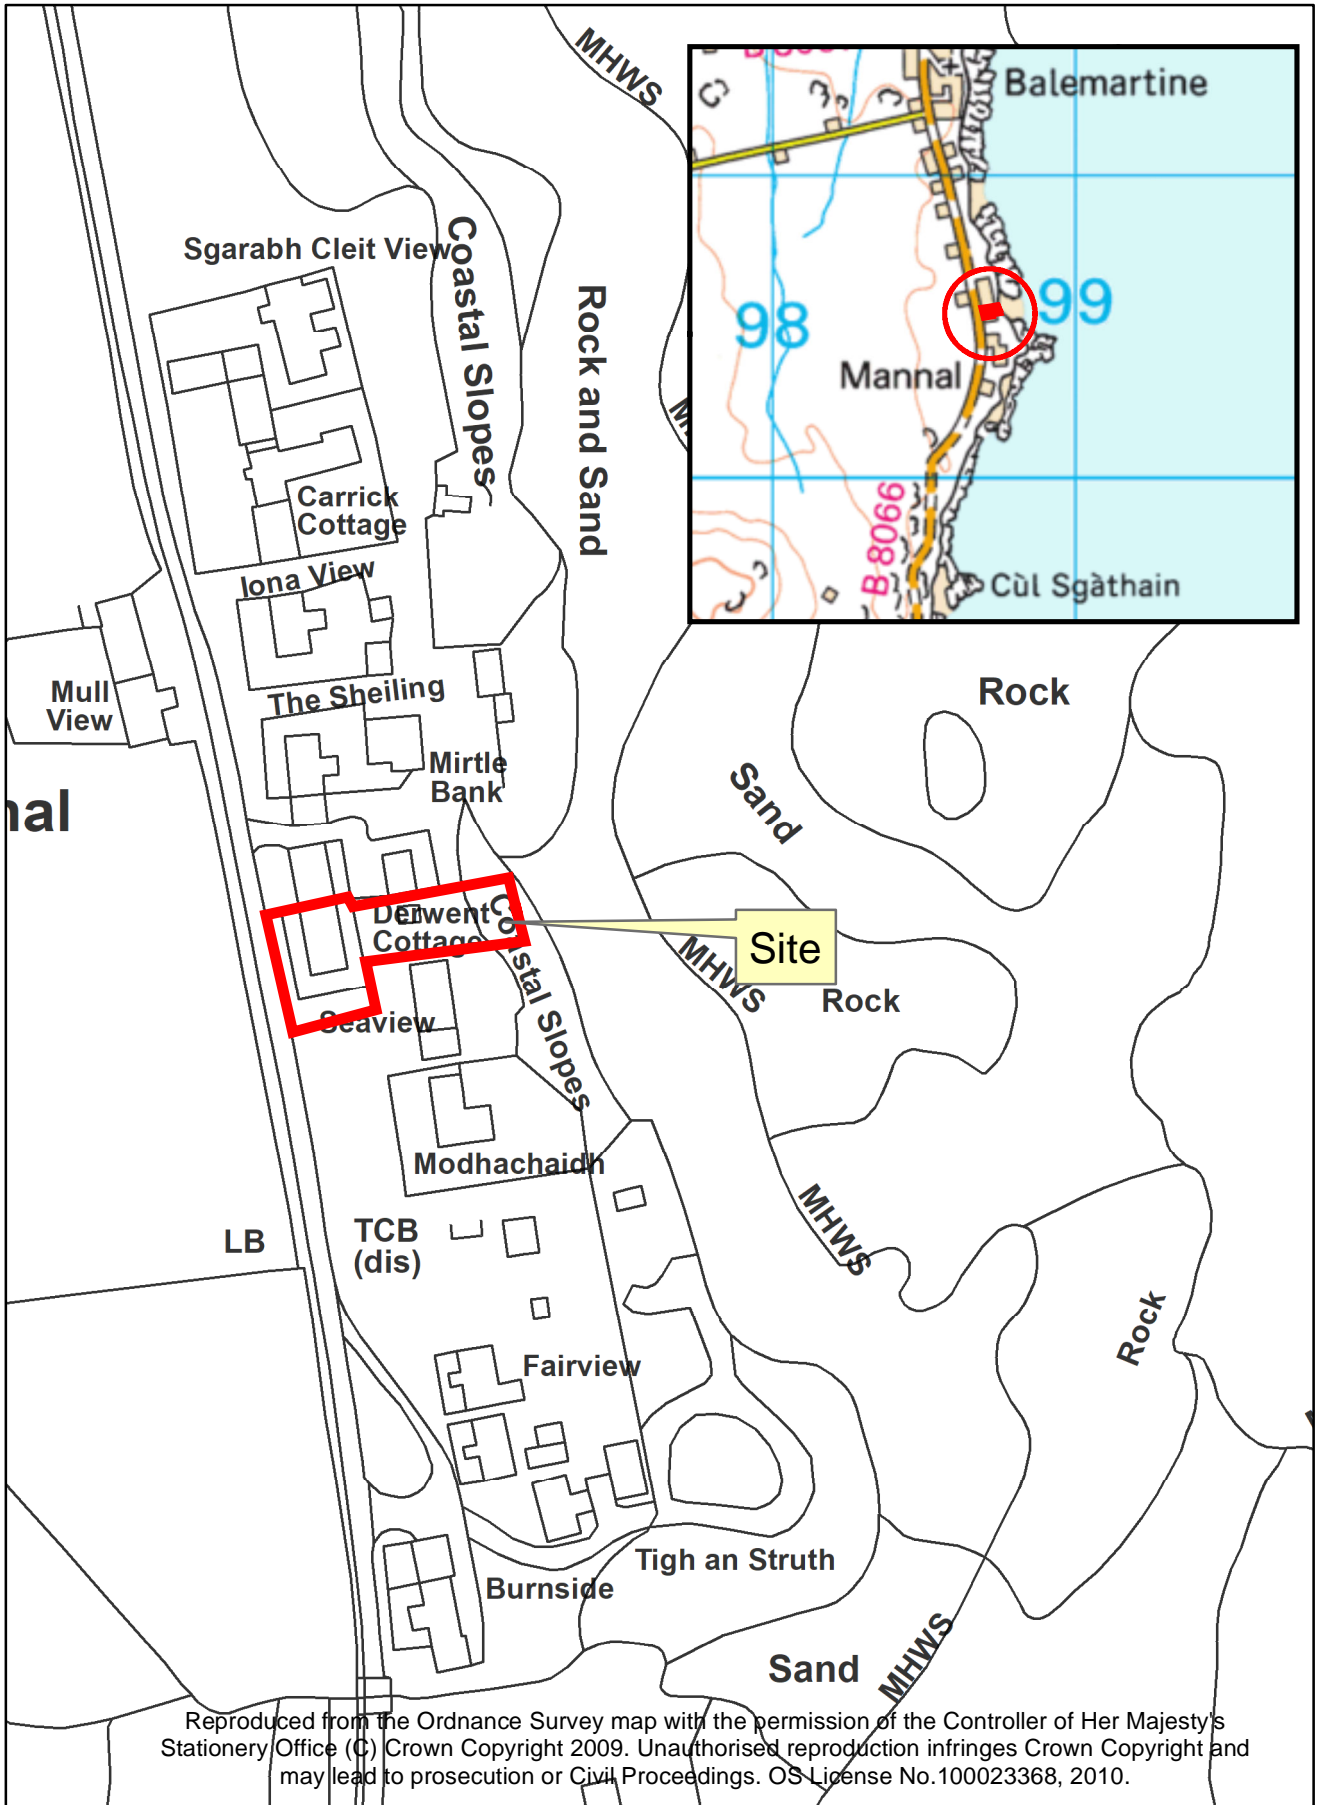 MHWS
Balemartine
98
99
Mannal
B 8066
Cùl Sgàthain
Sgarabh Cleit View
Coastal Slopes
Rock and Sand
Carrick
Cottage
Iona View
Mull
View
The Sheiling
Mirtle
Bank
Rock
Sand
nal
Derwent
Cottage
Coastal Slopes
Site
MHWS
Rock
Seaview
Modhachaidh
MHWS
LB
TCB
(dis)
Rock
Fairview
Tigh an Struth
Burnside
Sand
MHWS
Reproduced from the Ordnance Survey map with the permission of the Controller of Her Majesty's
Stationery Office (C) Crown Copyright 2009. Unauthorised reproduction infringes Crown Copyright and
may lead to prosecution or Civil Proceedings. OS License No.100023368, 2010.